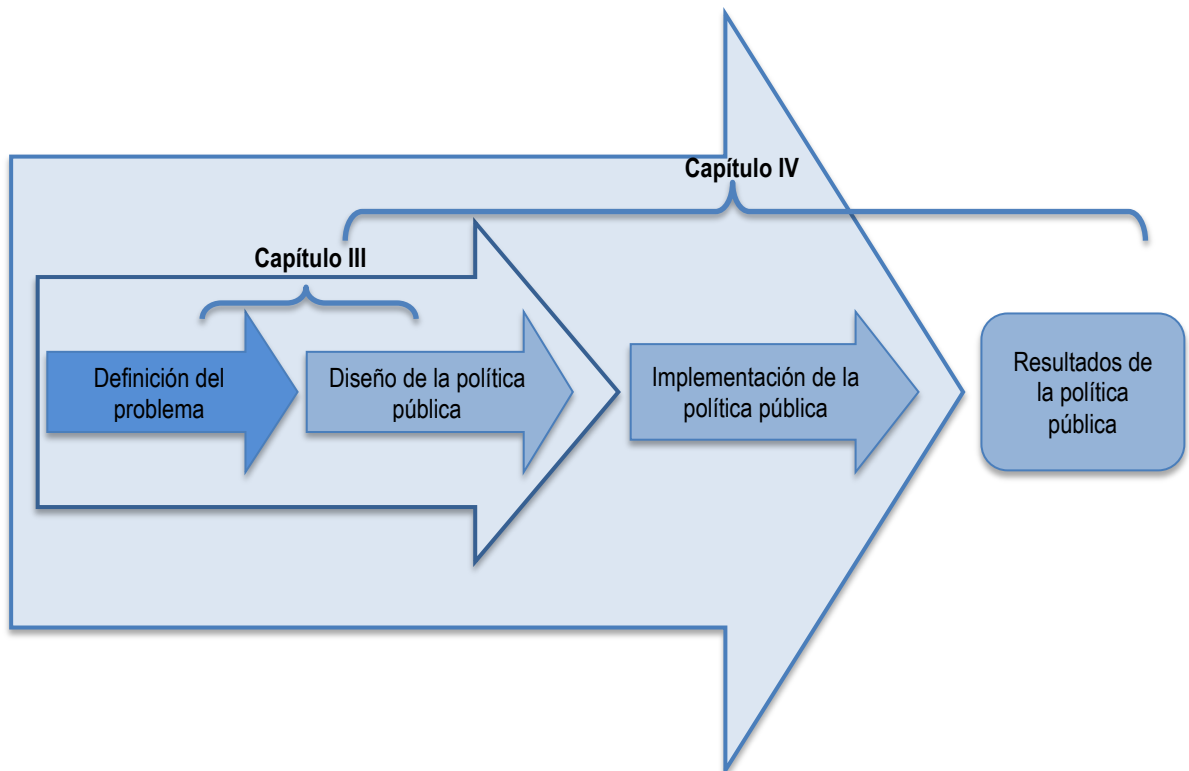 Capítulo IV
Capítulo III
Definición del
problema
Diseño de la política
pública
Implementación de la
política pública
Resultados de
la política
pública